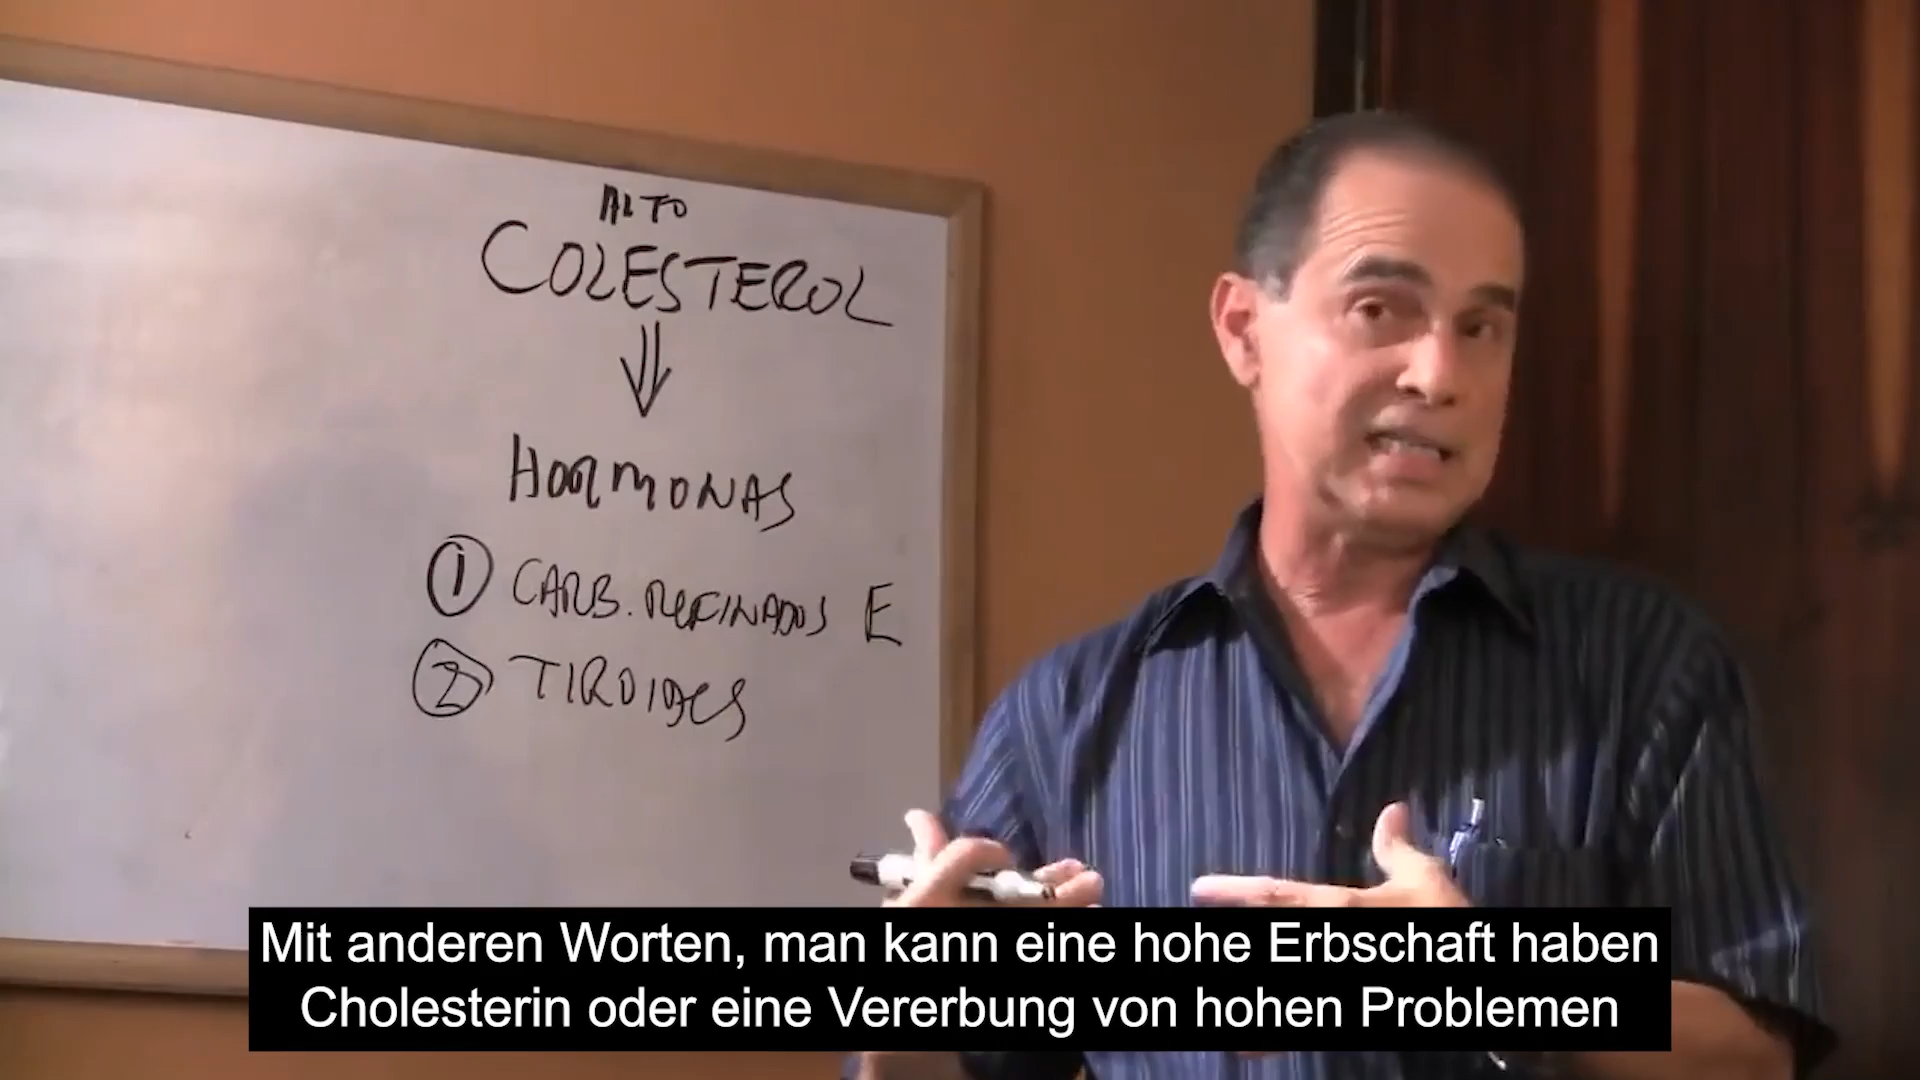 ALTO
COLESTEROL
HORMONAS
1 CARB. REFINADOS E
2 TIROIDES
Mit anderen Worten, man kann eine hohe Erbschaft haben
Cholesterin oder eine Vererbung von hohen Problemen